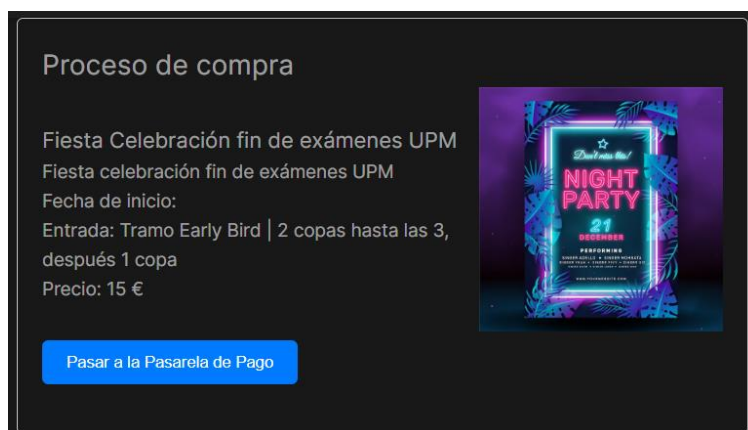 Proceso de compra
Fiesta Celebración fin de exámenes UPM
Fiesta celebración fin de exámenes UPM
Fecha de inicio:
Entrada: Tramo Early Bird | 2 copas hasta las 3,
después 1 copa
Precio: 15 €
Pasar a la Pasarela de Pago
Don't miss this!
NIGHT
PARTY
21
DECEMBER
PERFORMING